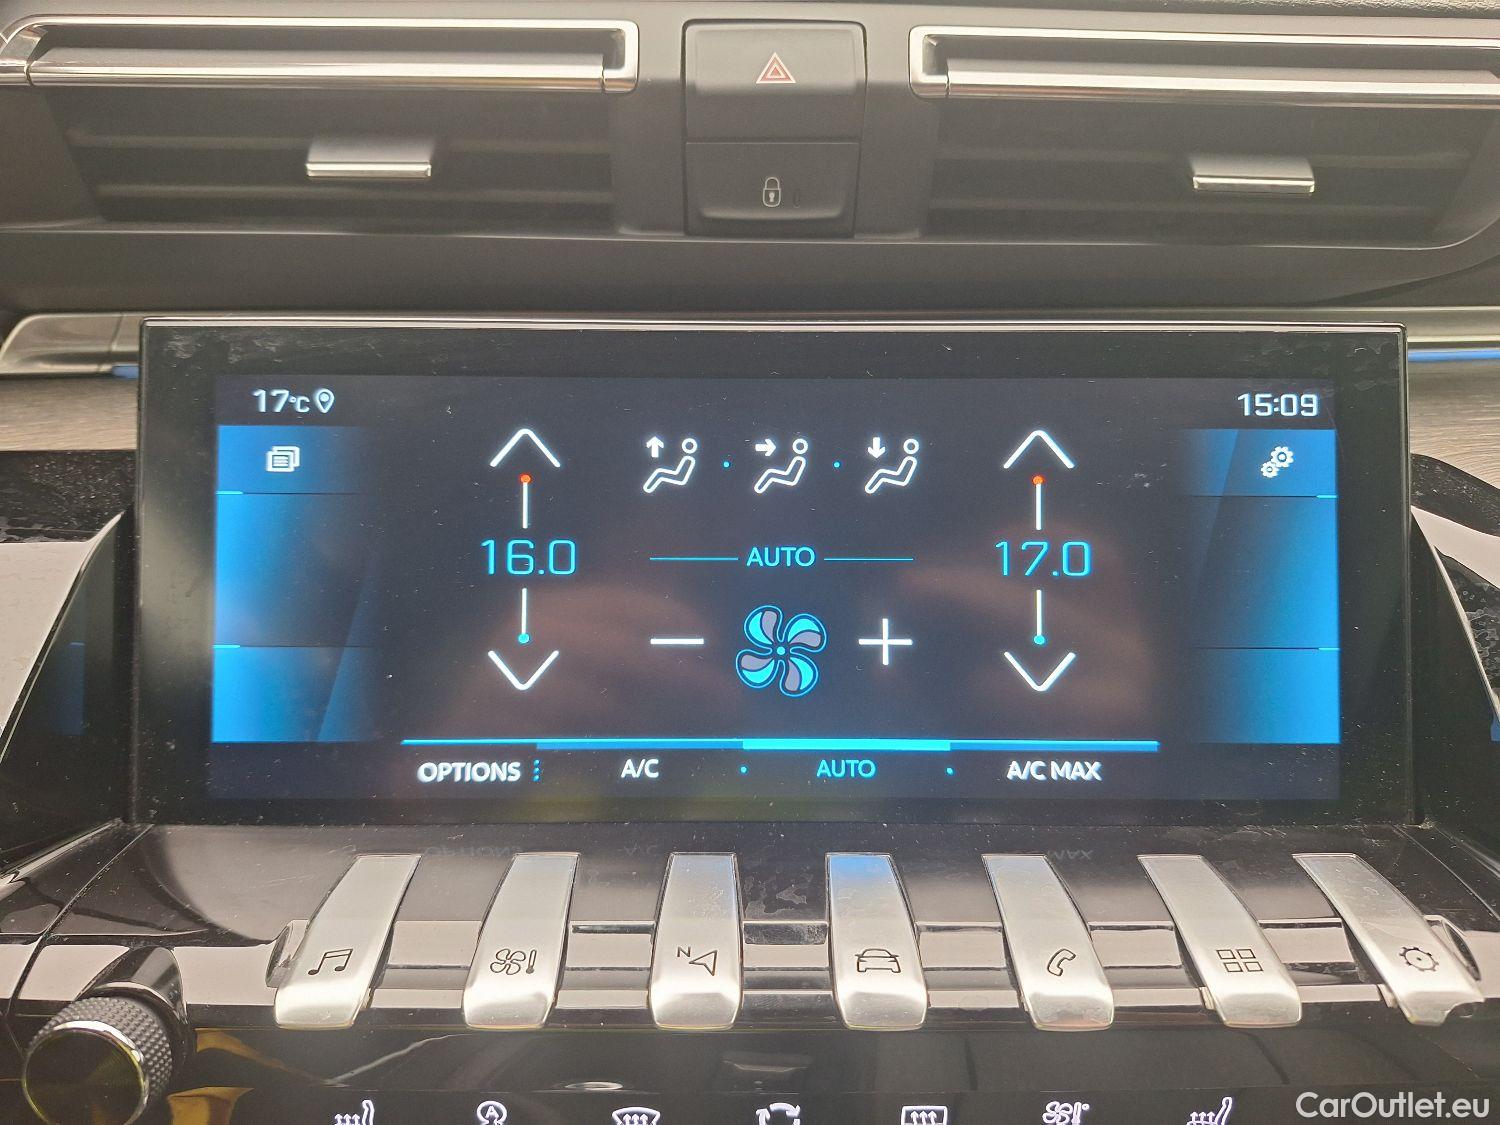 17°C
15:09
16.0
AUTO
17.0
OPTIONS
A/C
AUTO
A/C MAX
N
A
CarOutlet.eu